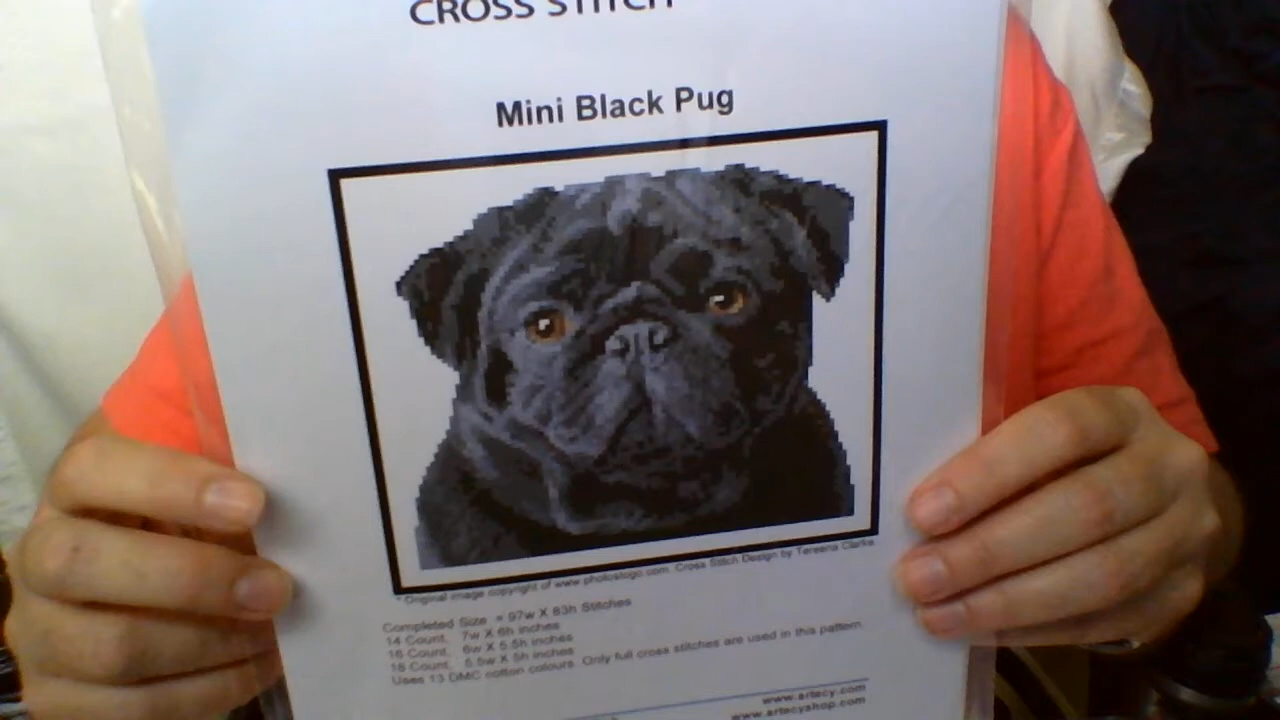 CROSS STITCH
Mini Black Pug
* Original image copyright of www.photostogo.com. Cross Stitch Design by Tereena Clarke
Completed Size = 97w X 83h Stitches
14 Count, 7w X 6h inches
16 Count, 6w X 5.5h inches
18 Count, 5.5w X 5h inches
Uses 13 DMC cotton colours. Only full cross stitches are used in this pattern.
www.artecy.com
www.artecyshop.com